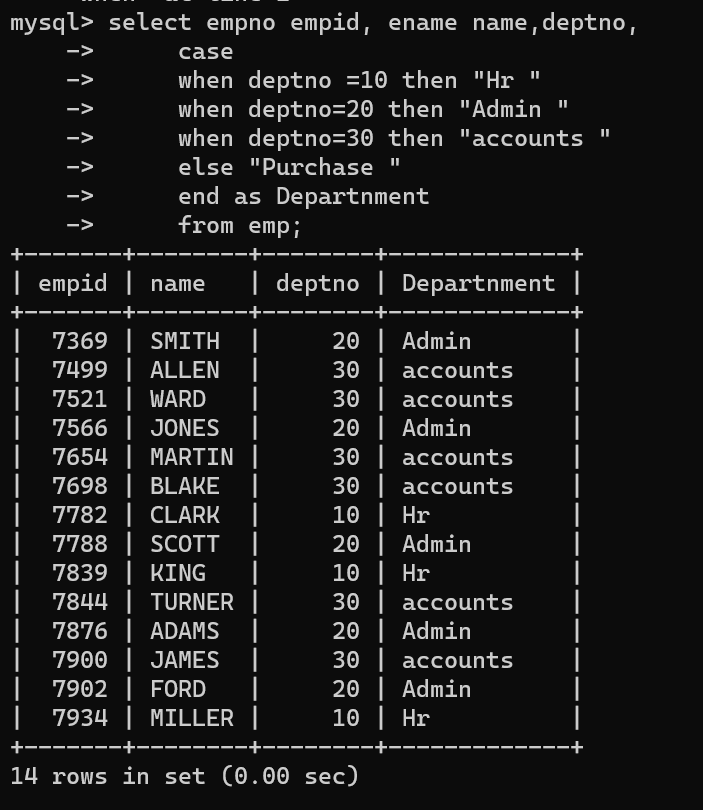 mysql> select empno empid, ename name,deptno,
    ->      case
    ->      when deptno =10 then "Hr "
    ->      when deptno=20 then "Admin "
    ->      when deptno=30 then "accounts "
    ->      else "Purchase "
    ->      end as Departnment
    ->      from emp;
+-------+--------+--------+-------------+
| empid | name   | deptno | Departnment |
+-------+--------+--------+-------------+
|  7369 | SMITH  |     20 | Admin       |
|  7499 | ALLEN  |     30 | accounts    |
|  7521 | WARD   |     30 | accounts    |
|  7566 | JONES  |     20 | Admin       |
|  7654 | MARTIN |     30 | accounts    |
|  7698 | BLAKE  |     30 | accounts    |
|  7782 | CLARK  |     10 | Hr          |
|  7788 | SCOTT  |     20 | Admin       |
|  7839 | KING   |     10 | Hr          |
|  7844 | TURNER |     30 | accounts    |
|  7876 | ADAMS  |     20 | Admin       |
|  7900 | JAMES  |     30 | accounts    |
|  7902 | FORD   |     20 | Admin       |
|  7934 | MILLER |     10 | Hr          |
+-------+--------+--------+-------------+
14 rows in set (0.00 sec)